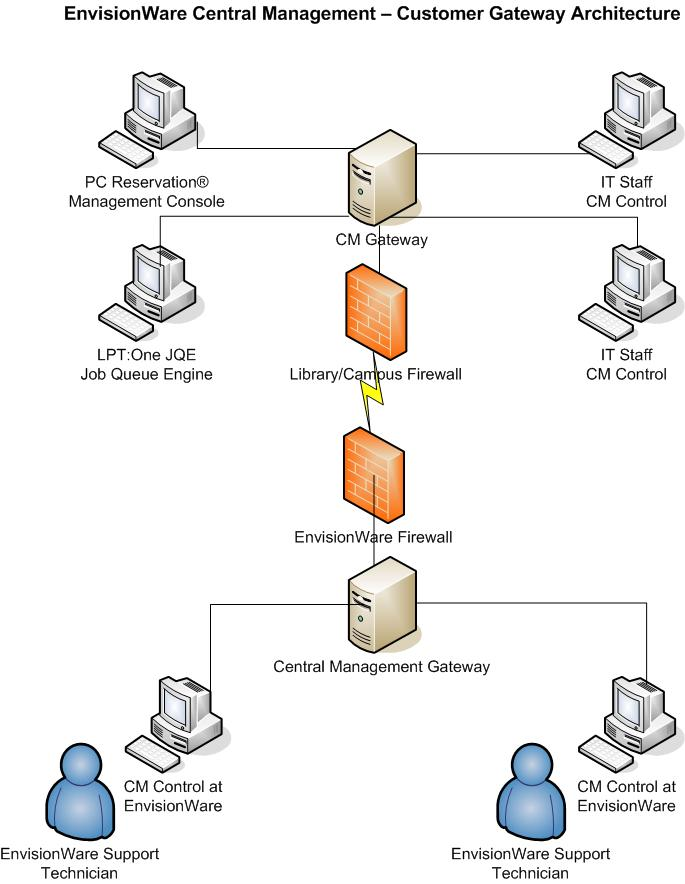 EnvisionWare Central Management – Customer Gateway Architecture
PC Reservation®
Management Console
IT Staff
CM Control
CM Gateway
LPT:One JQE
Job Queue Engine
IT Staff
CM Control
Library/Campus Firewall
EnvisionWare Firewall
Central Management Gateway
CM Control at
EnvisionWare
CM Control at
EnvisionWare
EnvisionWare Support
Technician
EnvisionWare Support
Technician